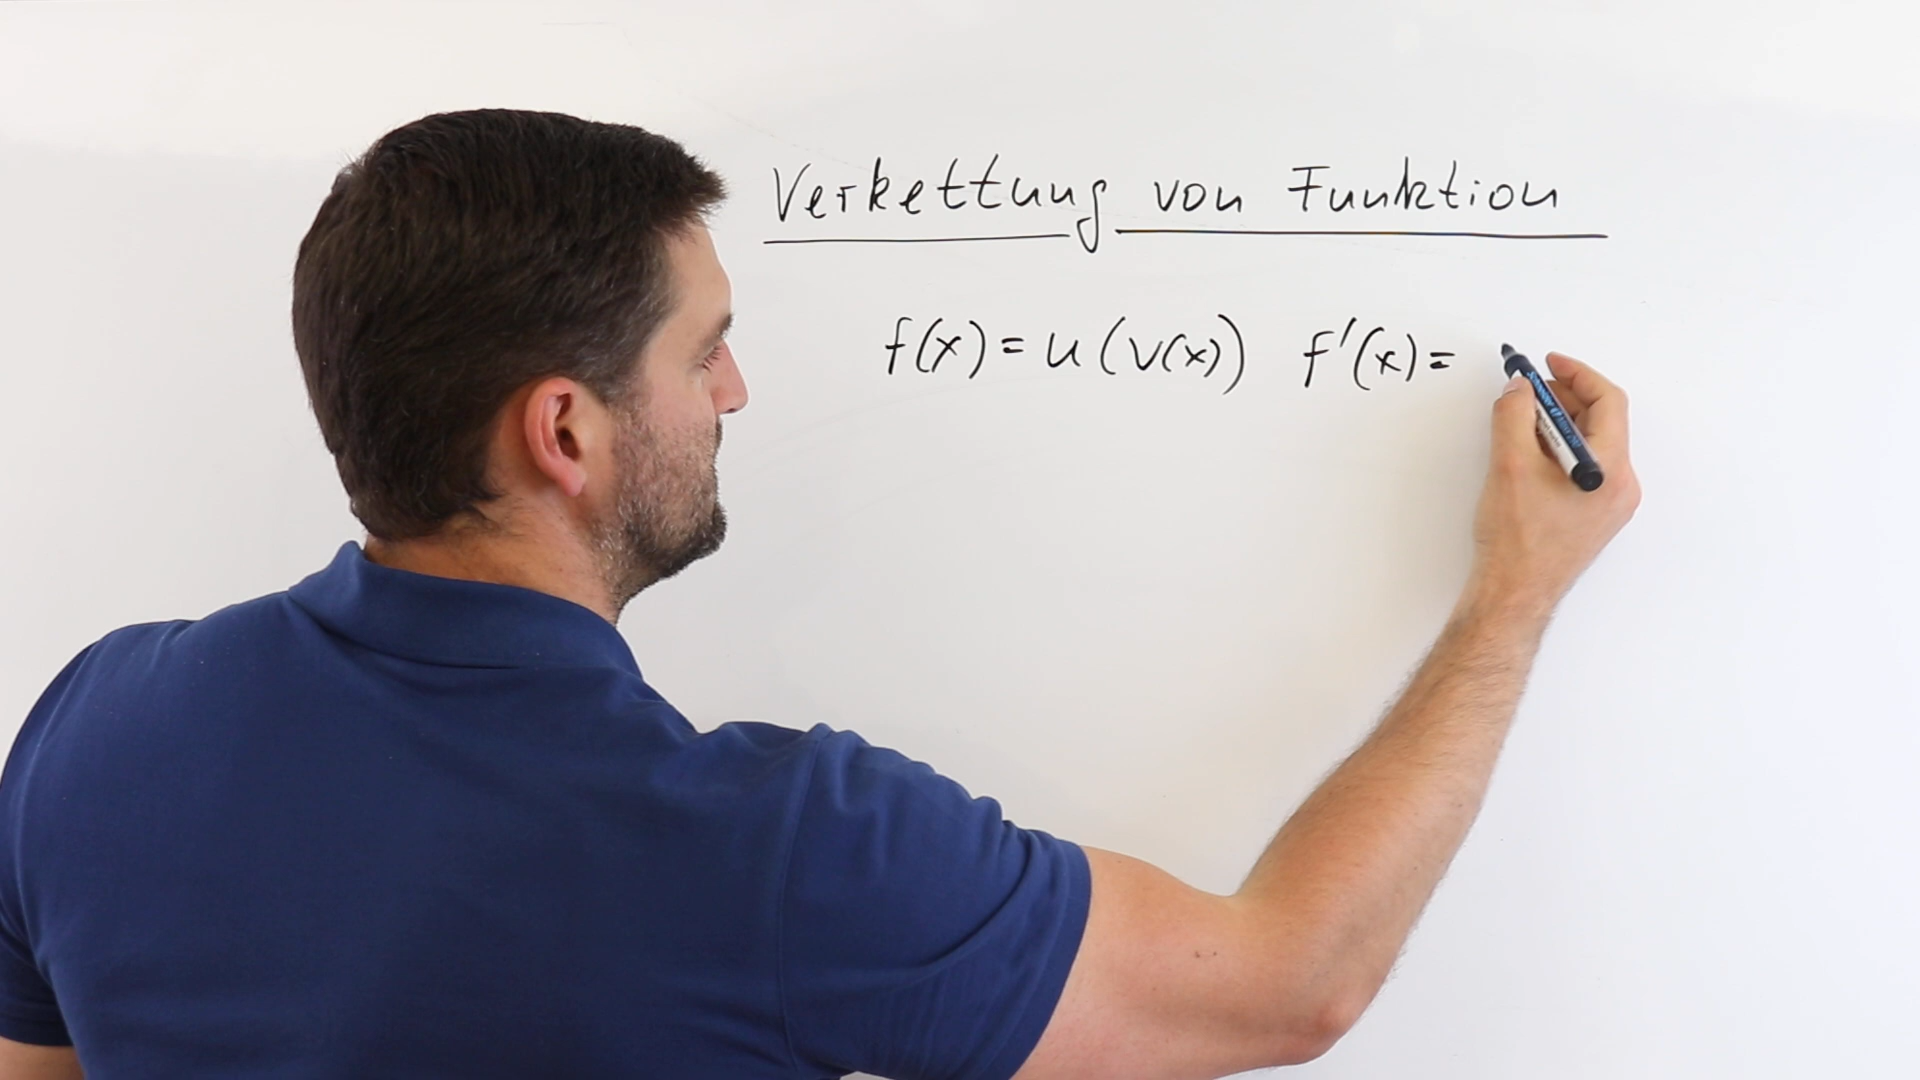 Verkettung von Funktion
f(x) = u(v(x)) f'(x) =